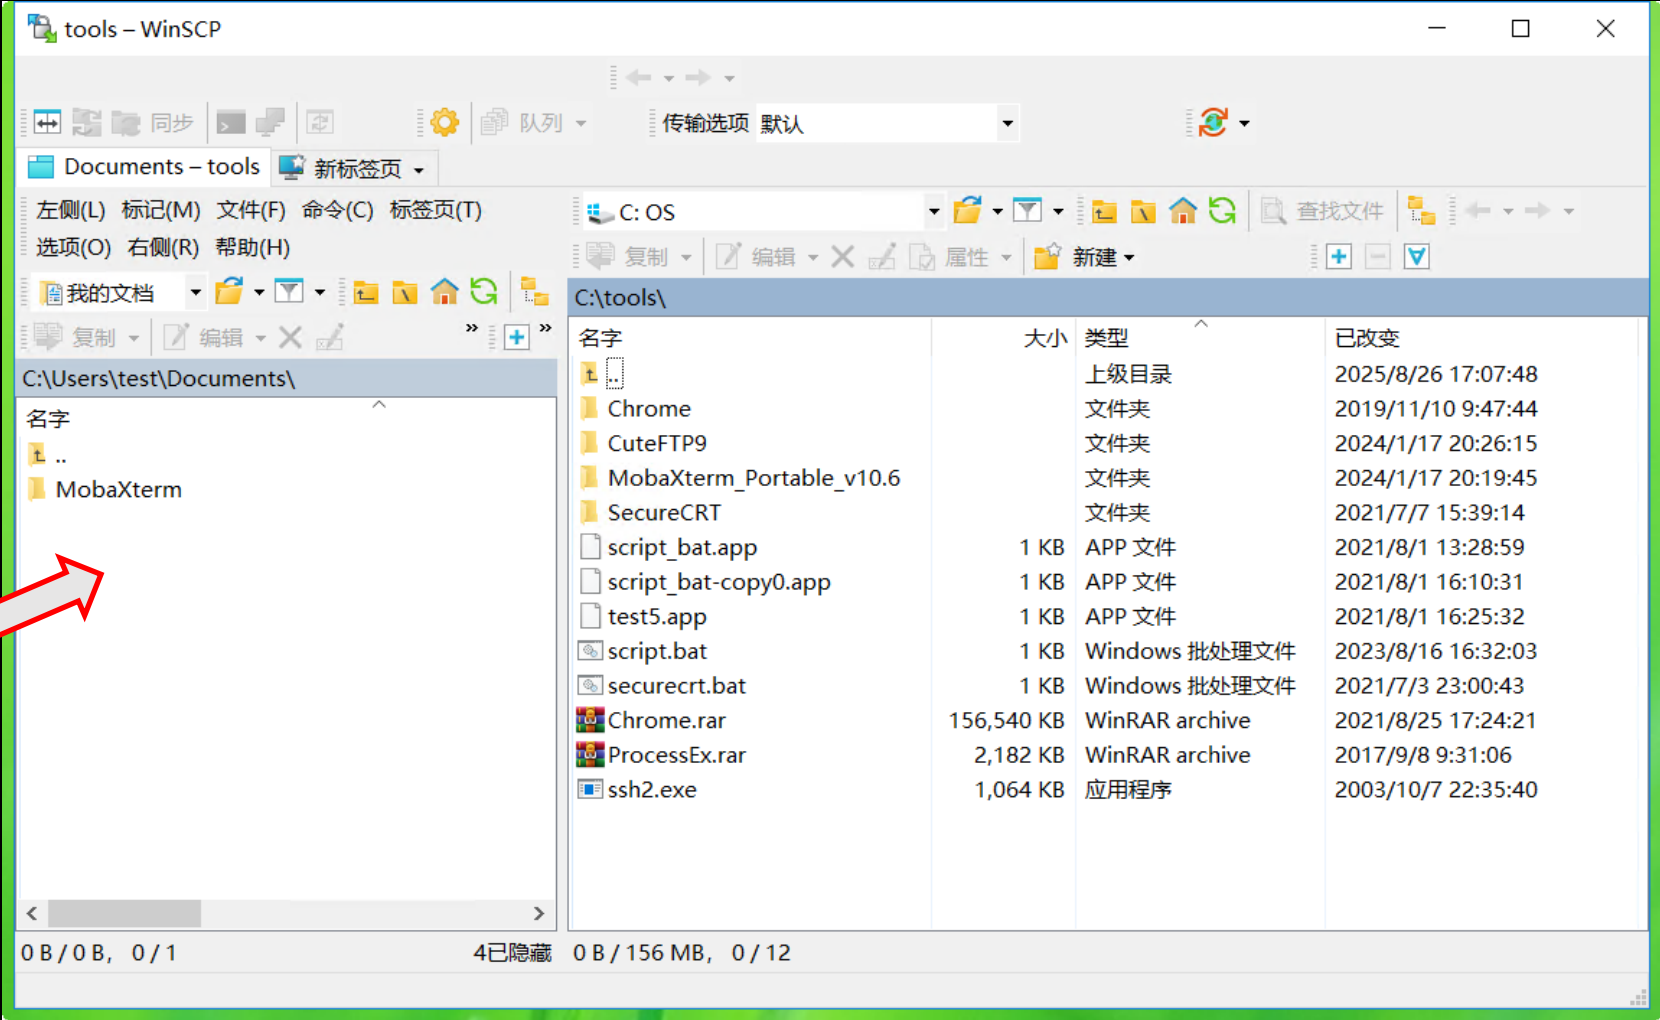 tools – WinSCP
同步
队列
传输选项 默认
Documents – tools
新标签页
左侧(L) 标记(M) 文件(F) 命令(C) 标签页(T)
选项(O) 右侧(R) 帮助(H)
我的文档
复制 编辑 »  »
C:\Users\test\Documents\
名字
..
MobaXterm
0 B / 0 B, 0 / 1 4已隐藏
C: OS 查找文件
复制 编辑 属性 新建
C:\tools\
名字 大小 类型 已改变
.. 上级目录 2025/8/26 17:07:48
Chrome 文件夹 2019/11/10 9:47:44
CuteFTP9 文件夹 2024/1/17 20:26:15
MobaXterm_Portable_v10.6 文件夹 2024/1/17 20:19:45
SecureCRT 文件夹 2021/7/7 15:39:14
script_bat.app 1 KB APP 文件 2021/8/1 13:28:59
script_bat-copy0.app 1 KB APP 文件 2021/8/1 16:10:31
test5.app 1 KB APP 文件 2021/8/1 16:25:32
script.bat 1 KB Windows 批处理文件 2023/8/16 16:32:03
securecrt.bat 1 KB Windows 批处理文件 2021/7/3 23:00:43
Chrome.rar 156,540 KB WinRAR archive 2021/8/25 17:24:21
ProcessEx.rar 2,182 KB WinRAR archive 2017/9/8 9:31:06
ssh2.exe 1,064 KB 应用程序 2003/10/7 22:35:40
0 B / 156 MB, 0 / 12